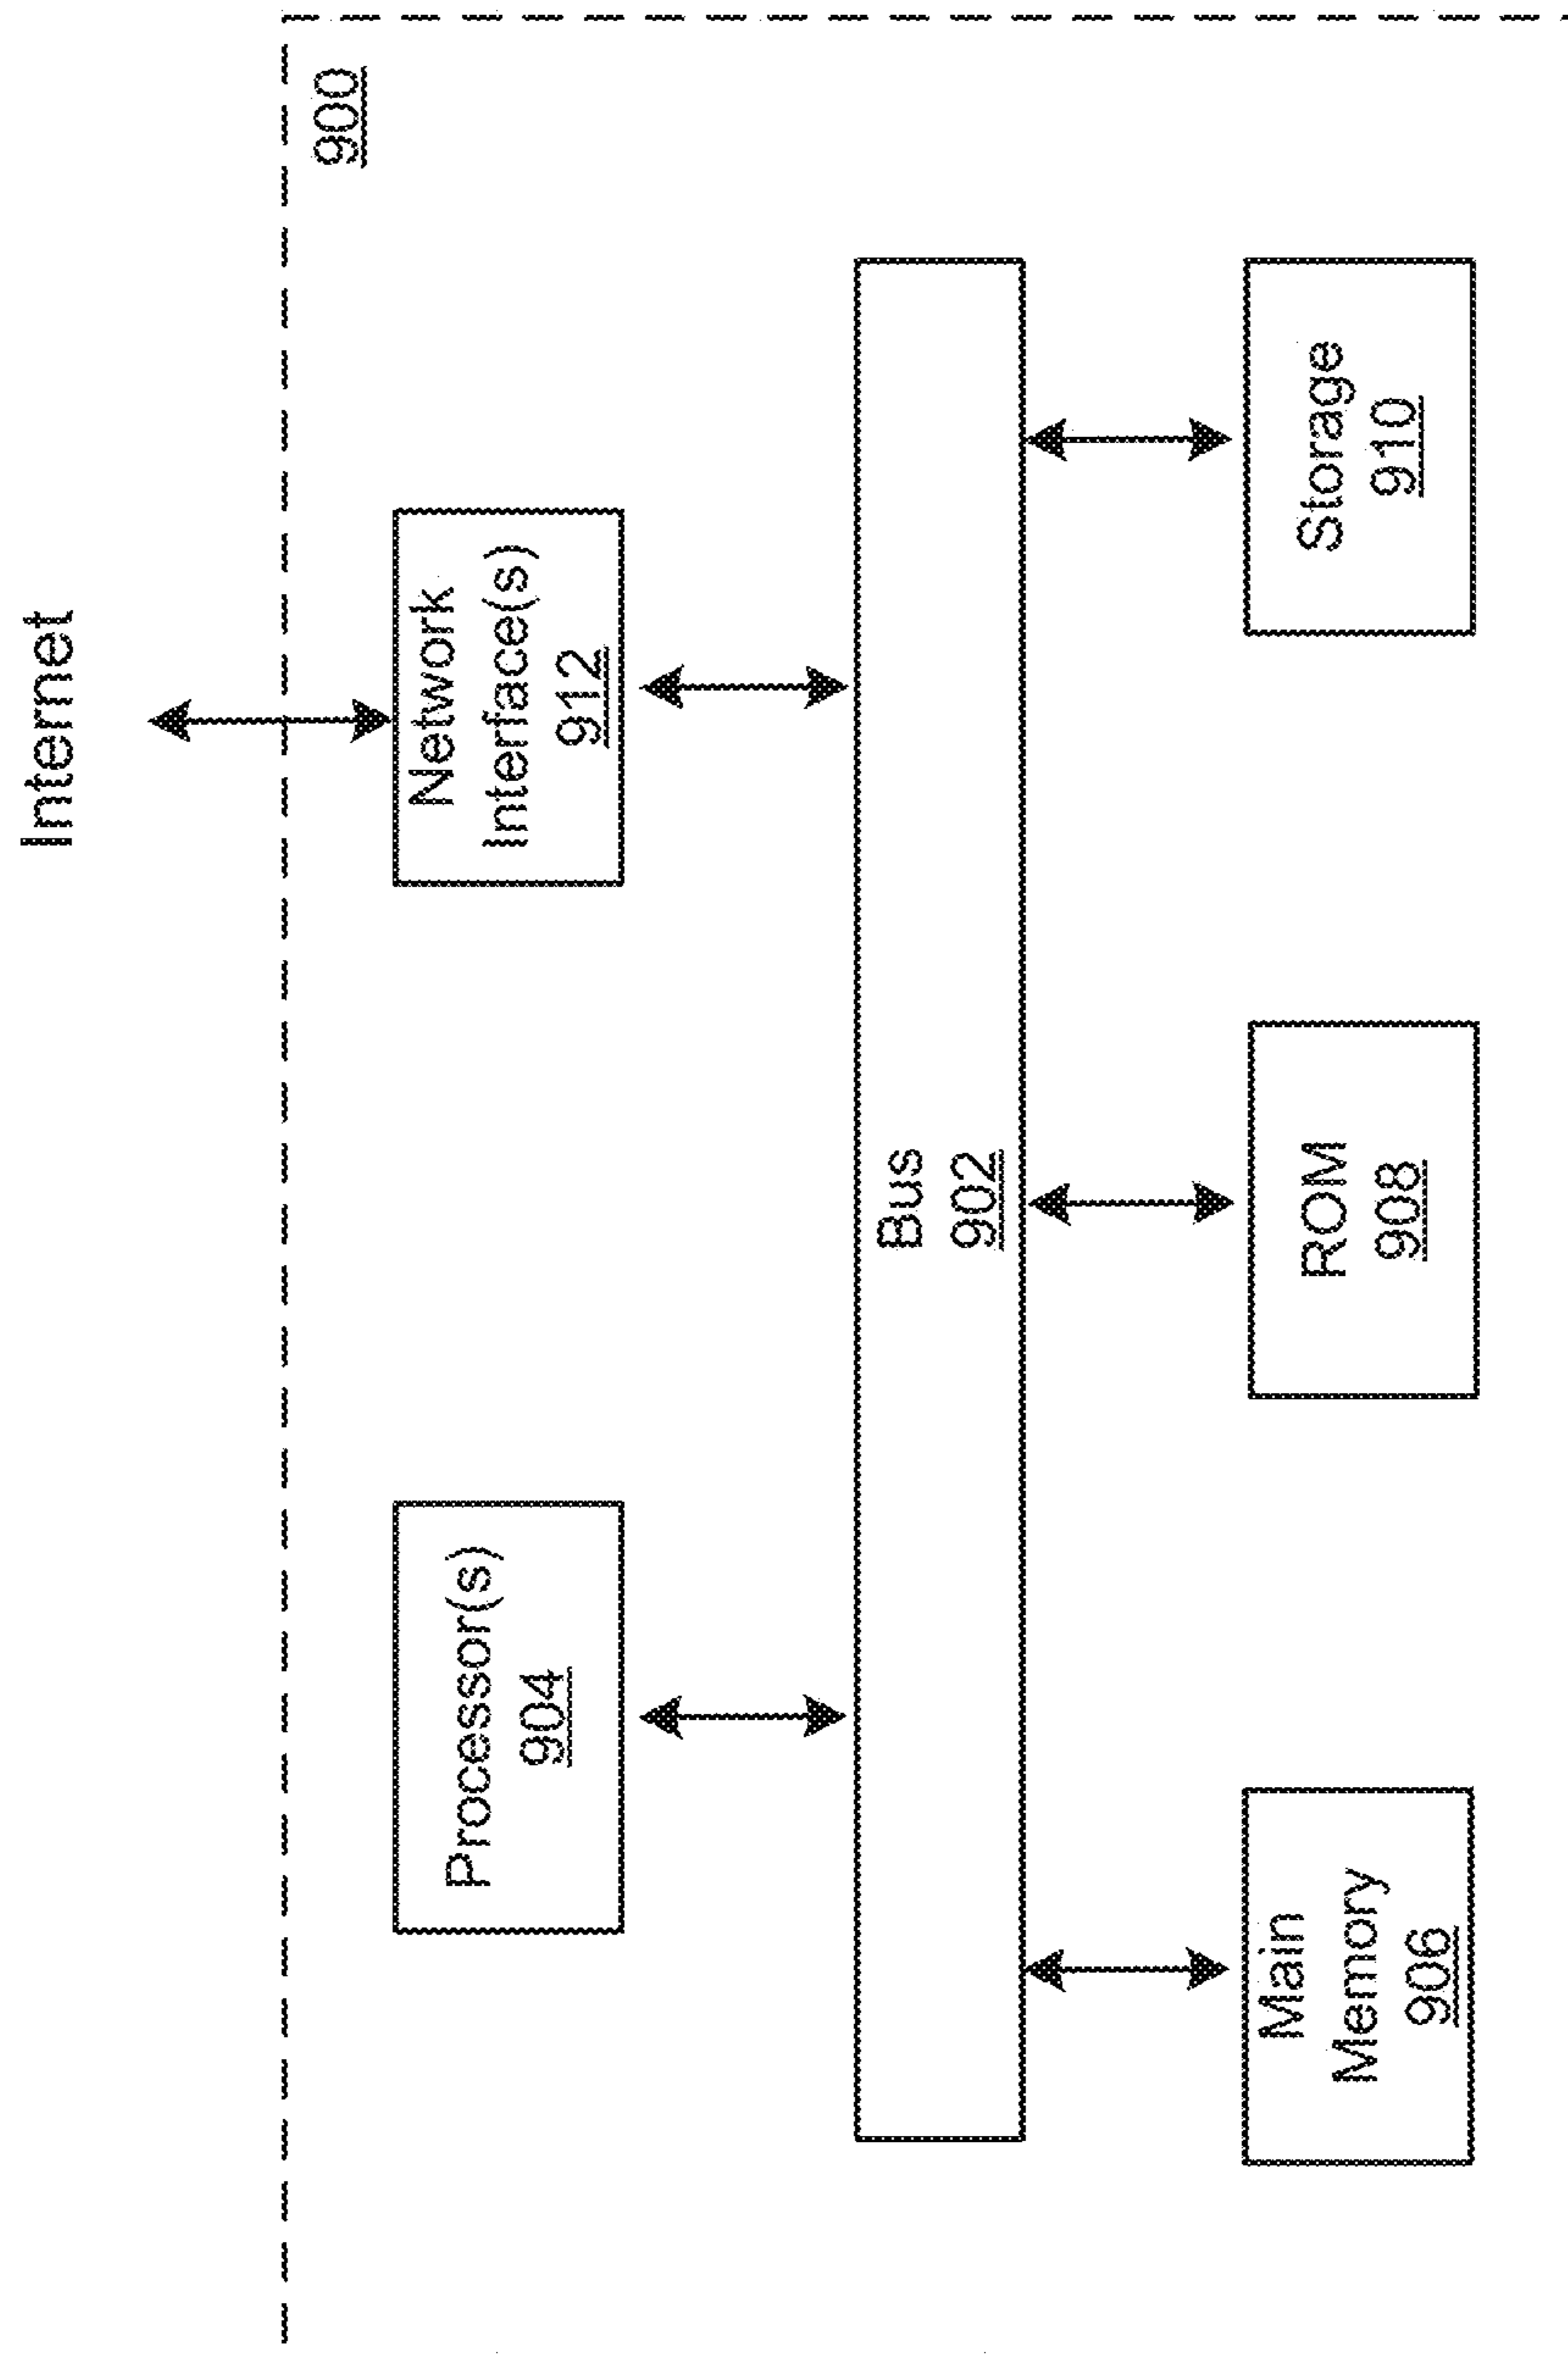 Internet
900
Processor(s)
904
Network
Interface(s)
912
Bus
902
Main
Memory
906
ROM
908
Storage
910